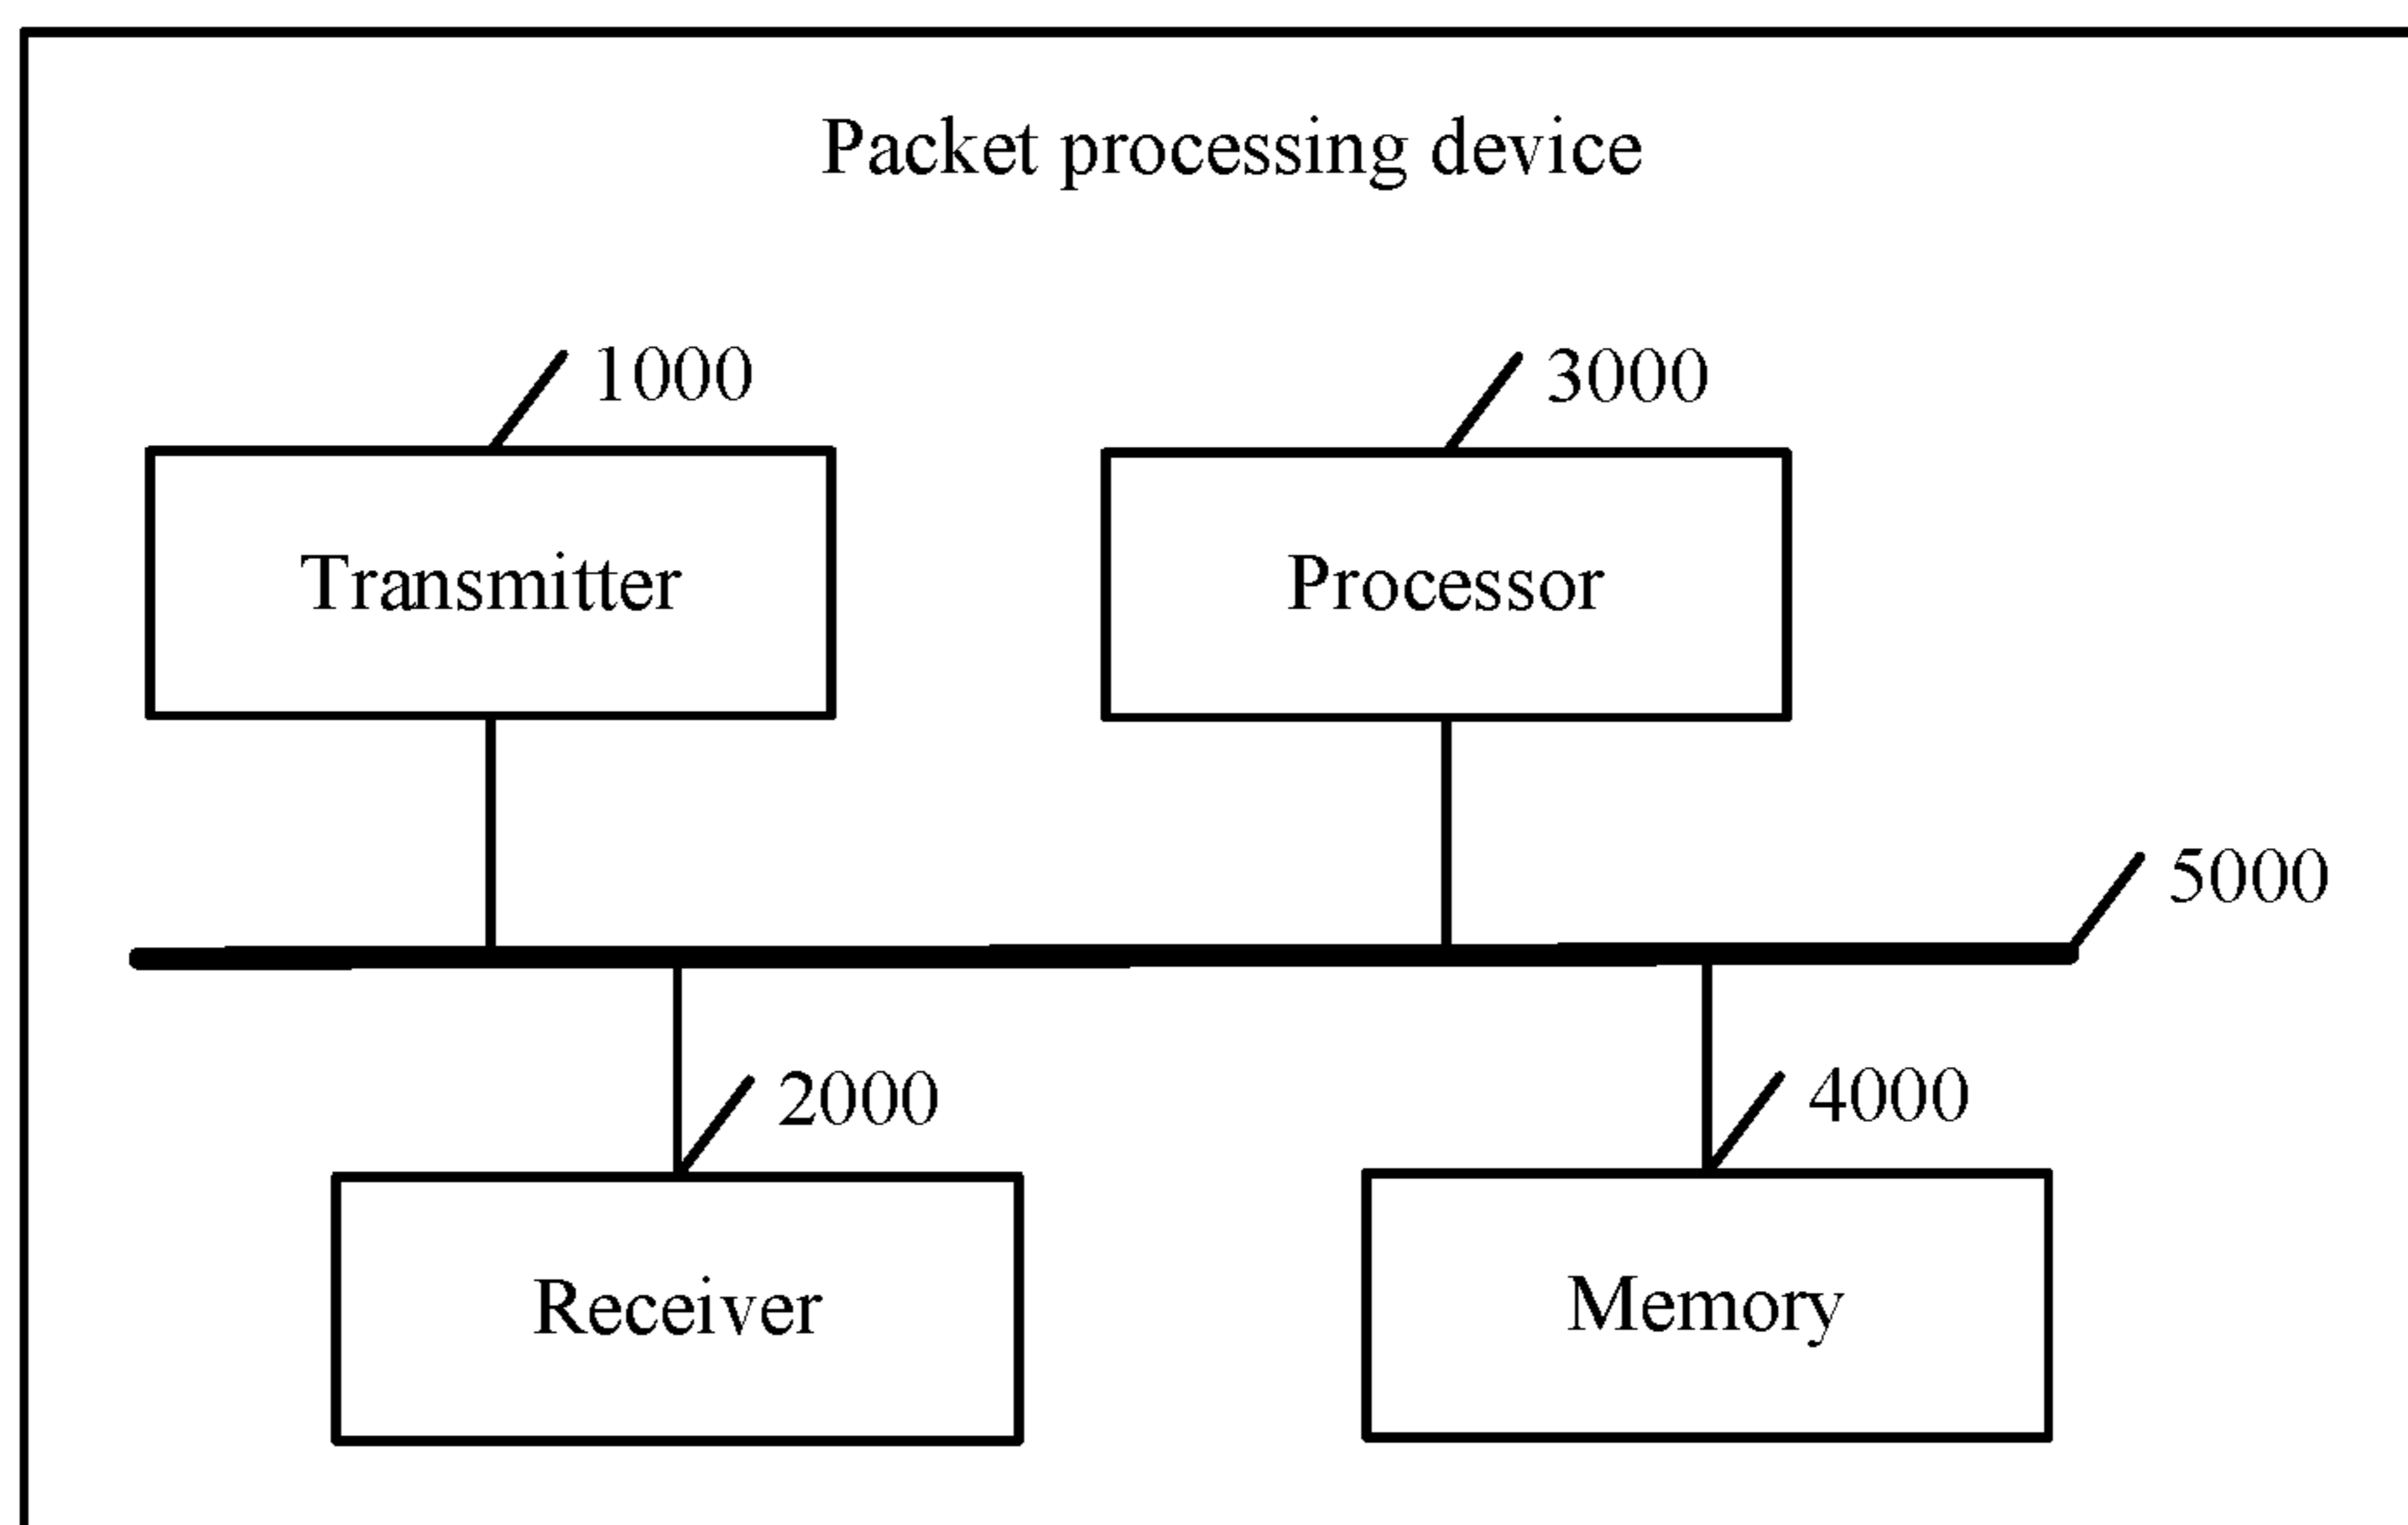 Packet processing device
1000
3000
Transmitter
Processor
5000
2000
4000
Receiver
Memory